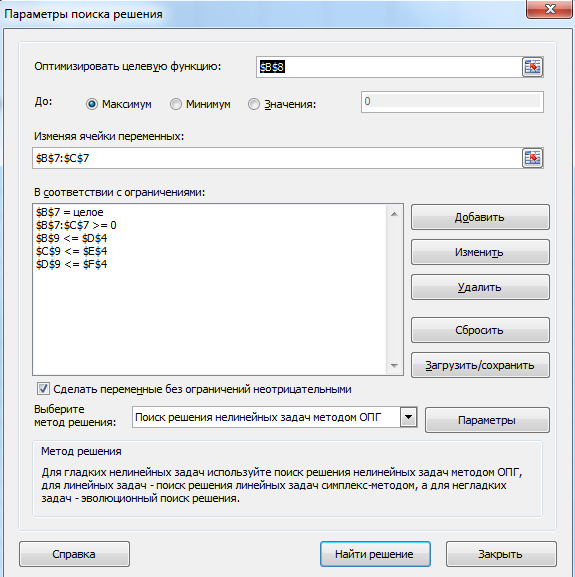 Параметры поиска решения
Оптимизировать целевую функцию:
$B$8
До:
Максимум
Минимум
Значения:
0
Изменяя ячейки переменных:
$B$7:$C$7
В соответствии с ограничениями:
$B$7 = целое
$B$7:$C$7 >= 0
$B$9 <= $D$4
$C$9 <= $E$4
$D$9 <= $F$4
Добавить
Изменить
Удалить
Сбросить
Загрузить/сохранить
Сделать переменные без ограничений неотрицательными
Выберите
метод решения:
Поиск решения нелинейных задач методом ОПГ
Параметры
Метод решения
Для гладких нелинейных задач используйте поиск решения нелинейных задач методом ОПГ,
для линейных задач - поиск решения линейных задач симплекс-методом, а для негладких
задач - эволюционный поиск решения.
Справка
Найти решение
Закрыть